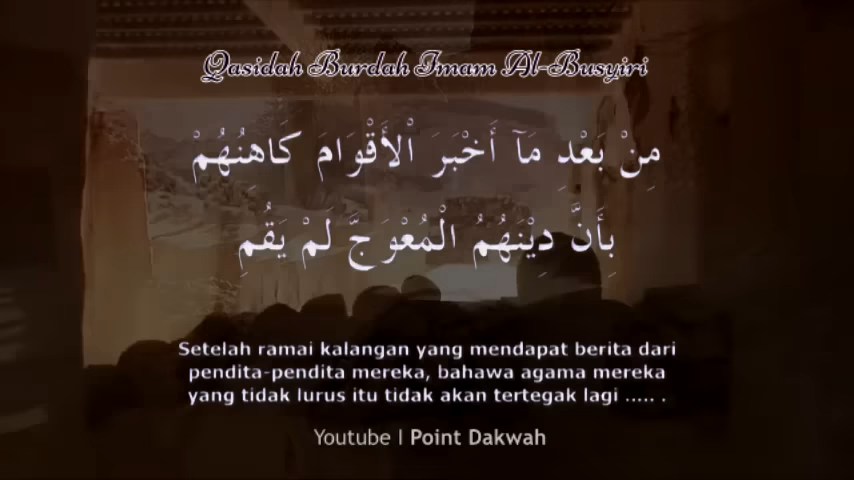 Qasidah Burdah Imam Al-Busyiri
مِنْ بَعْدِ مَآ أَخْبَرَ الْأَقْوَامَ كَاهِنُهُمْ
بِأَنَّ دِيْنَهُمُ الْمُعْوَجَّ لَمْ يَقُمِ
Setelah ramai kalangan yang mendapat berita dari
pendita-pendita mereka, bahawa agama mereka
yang tidak lurus itu tidak akan tertegak lagi ..... .
Youtube | Point Dakwah